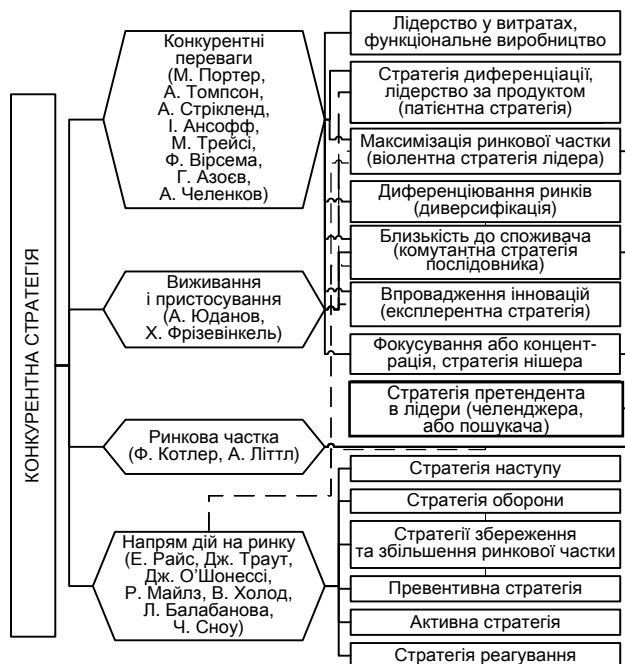 КОНКУРЕНТНА СТРАТЕГІЯ
Конкурентні
переваги
(М. Портер,
А. Томпсон,
А. Стрікленд,
І. Ансофф,
М. Трейсі,
Ф. Вірсема,
Г. Азоєв,
А. Челенков)
Виживання
і пристосування
(А. Юданов,
Х. Фрізевінкель)
Ринкова частка
(Ф. Котлер, А. Літтл)
Напрям дій на ринку
(Е. Райс, Дж. Траут,
Дж. О’Шонессі,
Р. Майлз, В. Холод,
Л. Балабанова,
Ч. Сноу)
Лідерство у витратах,
функціональне виробництво
Стратегія диференціації,
лідерство за продуктом
(патієнтна стратегія)
Максимізація ринкової частки
(віолентна стратегія лідера)
Диференціювання ринків
(диверсифікація)
Близькість до споживача
(комутантна стратегія
послідовника)
Впровадження інновацій
(експлерентна стратегія)
Фокусування або концент-
рація, стратегія нішера
Стратегія претендента
в лідери (челенджера,
або пошукача)
Стратегія наступу
Стратегія оборони
Стратегії збереження
та збільшення ринкової частки
Превентивна стратегія
Активна стратегія
Стратегія реагування